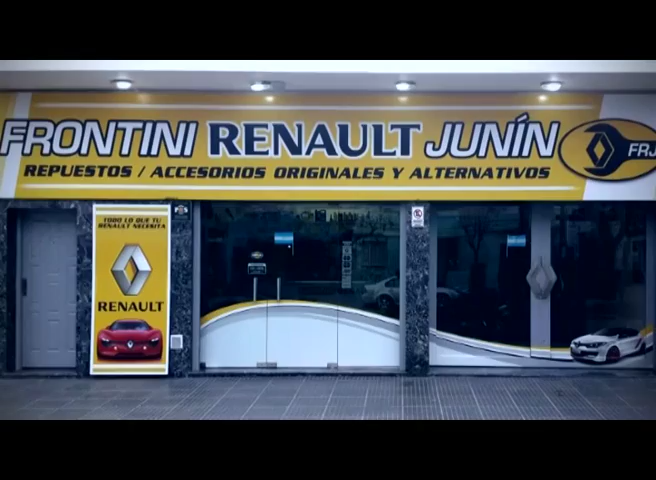 FRONTINI RENAULT JUNÍN
FRJ
REPUESTOS / ACCESORIOS ORIGINALES Y ALTERNATIVOS
TODO LO QUE TU
RENAULT NECESITA
RENAULT